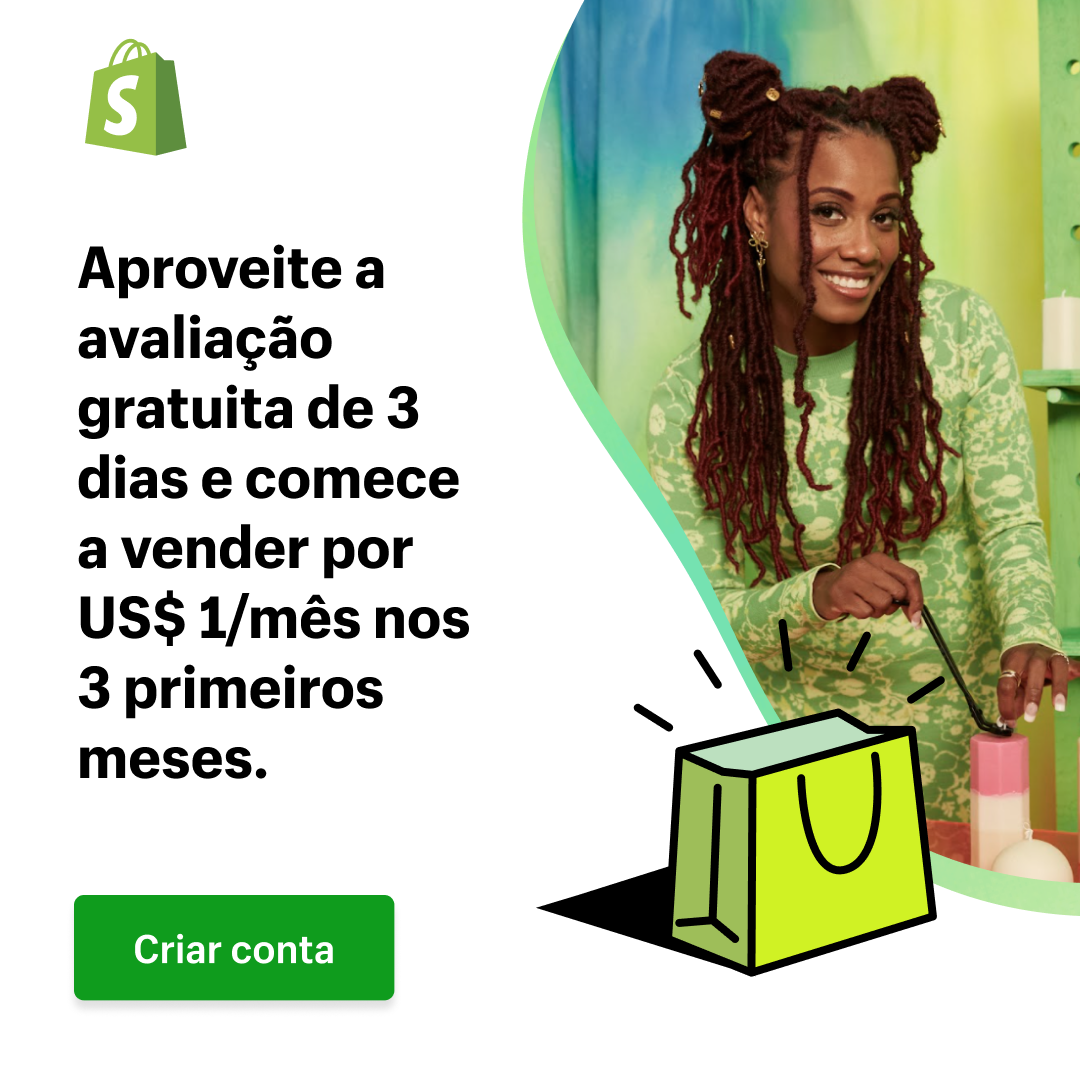 S
Aproveite a
avaliação
gratuita de 3
dias e comece
a vender por
US$ 1/mês nos
3 primeiros
meses.
Criar conta